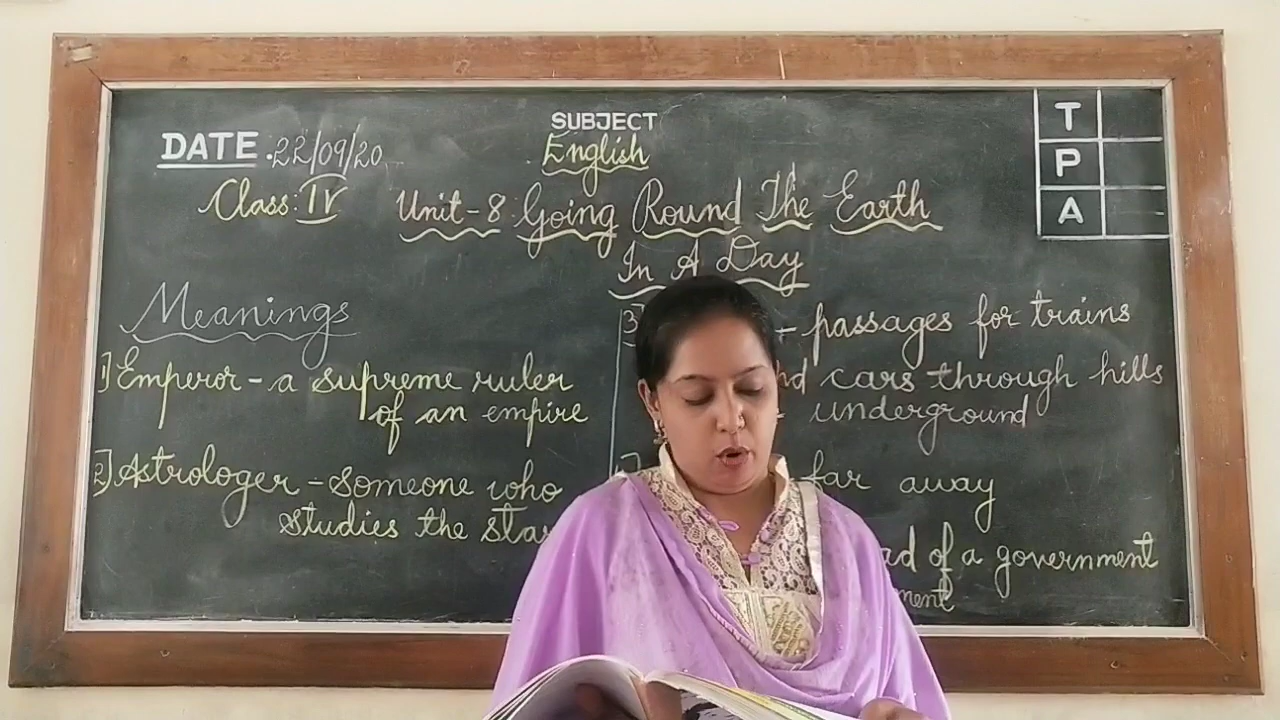 DATE : 22/09/20
SUBJECT
English
T
P
A
Class: IV
Unit-8 Going Round The Earth
In A Day
Meanings
1] Emperor - a supreme ruler
of an empire
2] Astrologer - someone who
studies the
3] - passages for trains
cars through hills
underground
far away
of a government